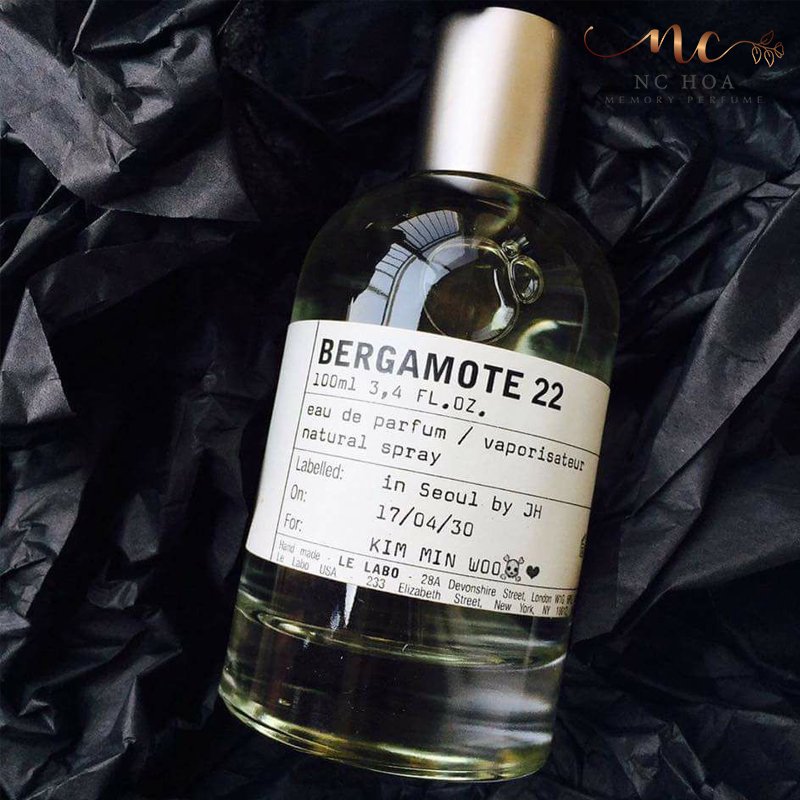 nc
NC HOA
MEMORY PERFUME
BERGAMOTE 22
100ml 3,4 FL.OZ.
eau de parfum / vaporisateur
natural spray
Labelled: in Seoul by JH
On: 17/04/30
For: KIM MIN WOO☠❤
Hand made - LE LABO - 28A Devonshire Street, London W1G
Le Labo USA - 233 Elizabeth Street, New York, NY